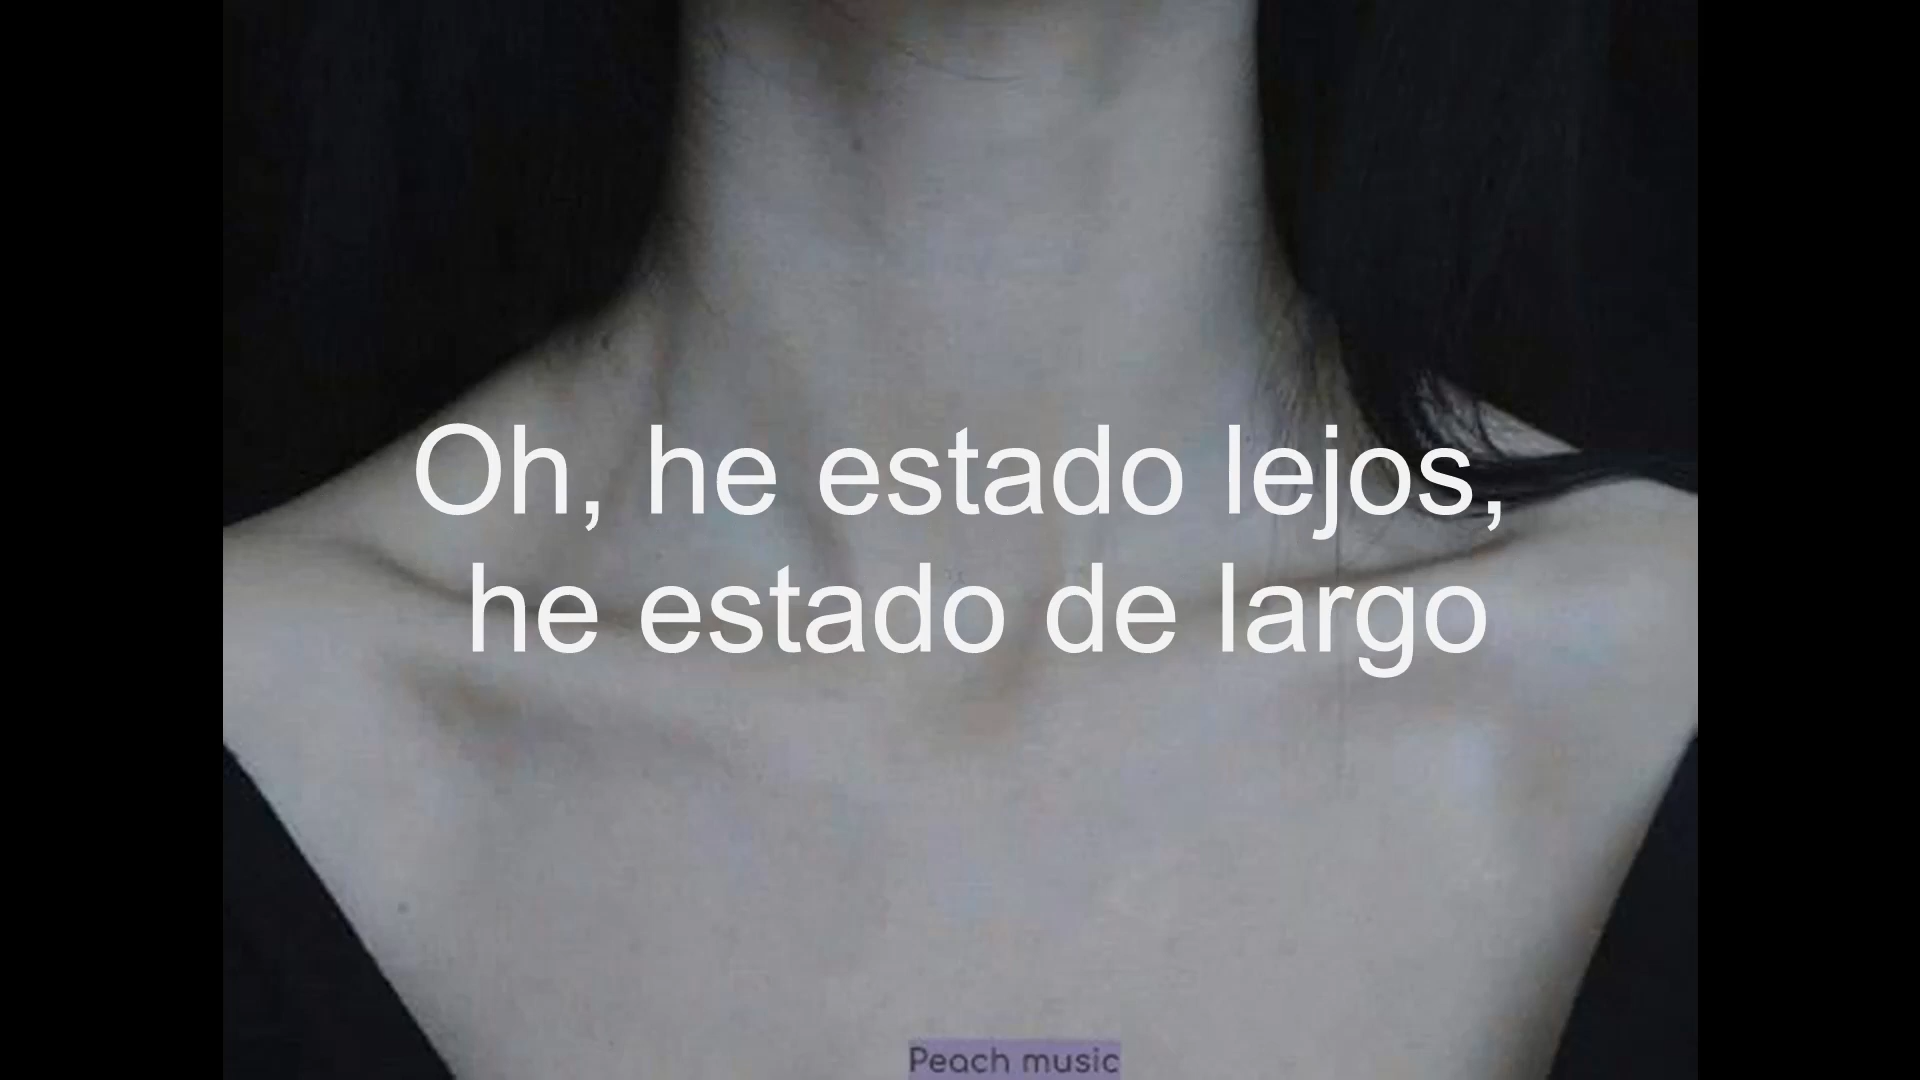 Oh, he estado lejos,
he estado de largo
Peach music